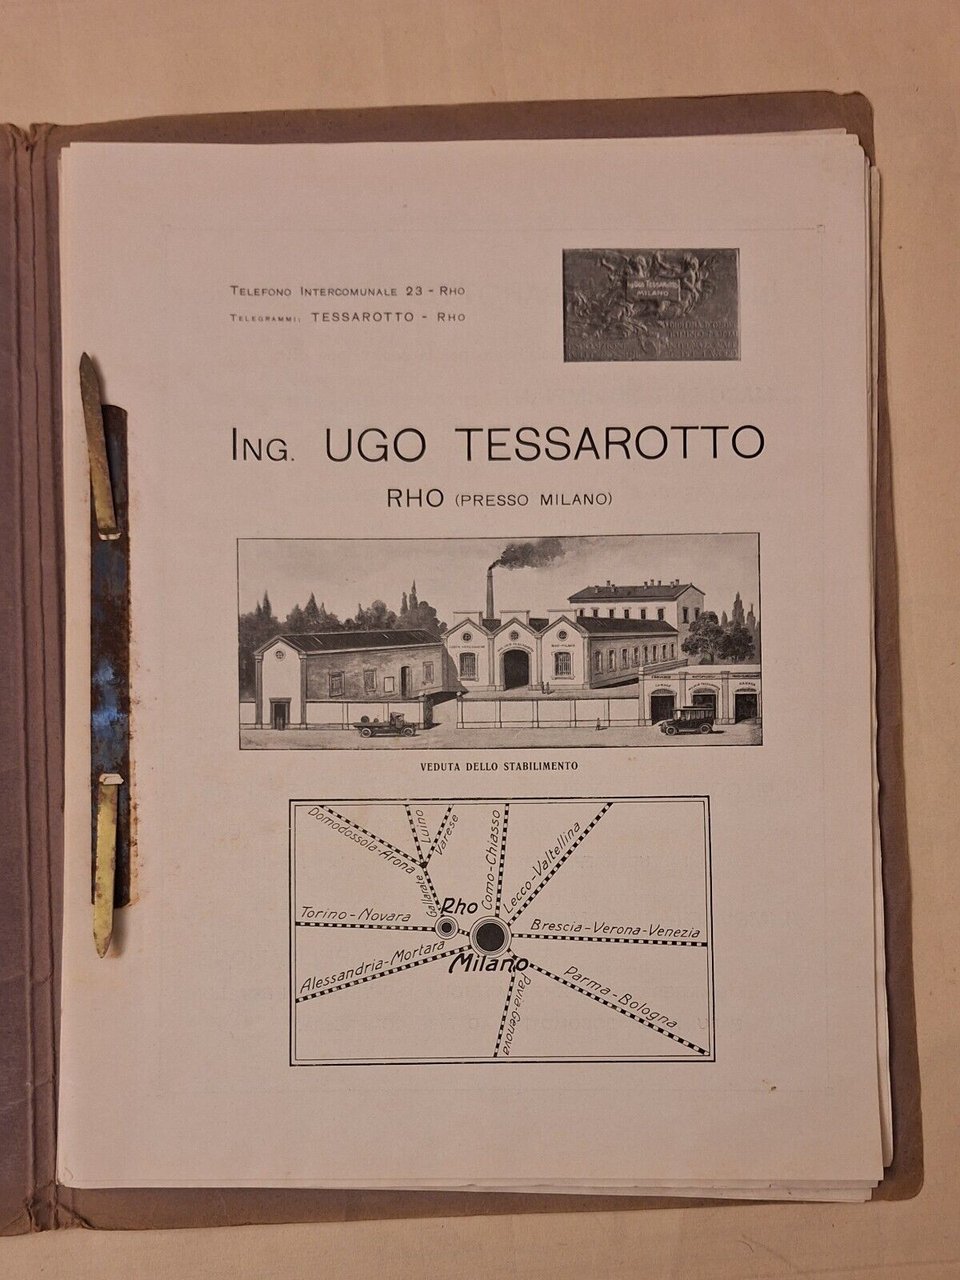 TELEFONO INTERCOMUNALE 23 - RHO
TELEGRAMMI: TESSAROTTO - RHO
UGO TESSAROTTO
MILANO
ING. UGO TESSAROTTO
RHO (PRESSO MILANO)
VEDUTA DELLO STABILIMENTO
Domodossola-Arona
Luino
Varese
Gallarate
Como-Chiasso
Lecco-Valtellina
Torino-Novara
Rho
Brescia-Verona-Venezia
Alessandria-Mortara
Milano
Parma-Bologna
Pavia-Genova